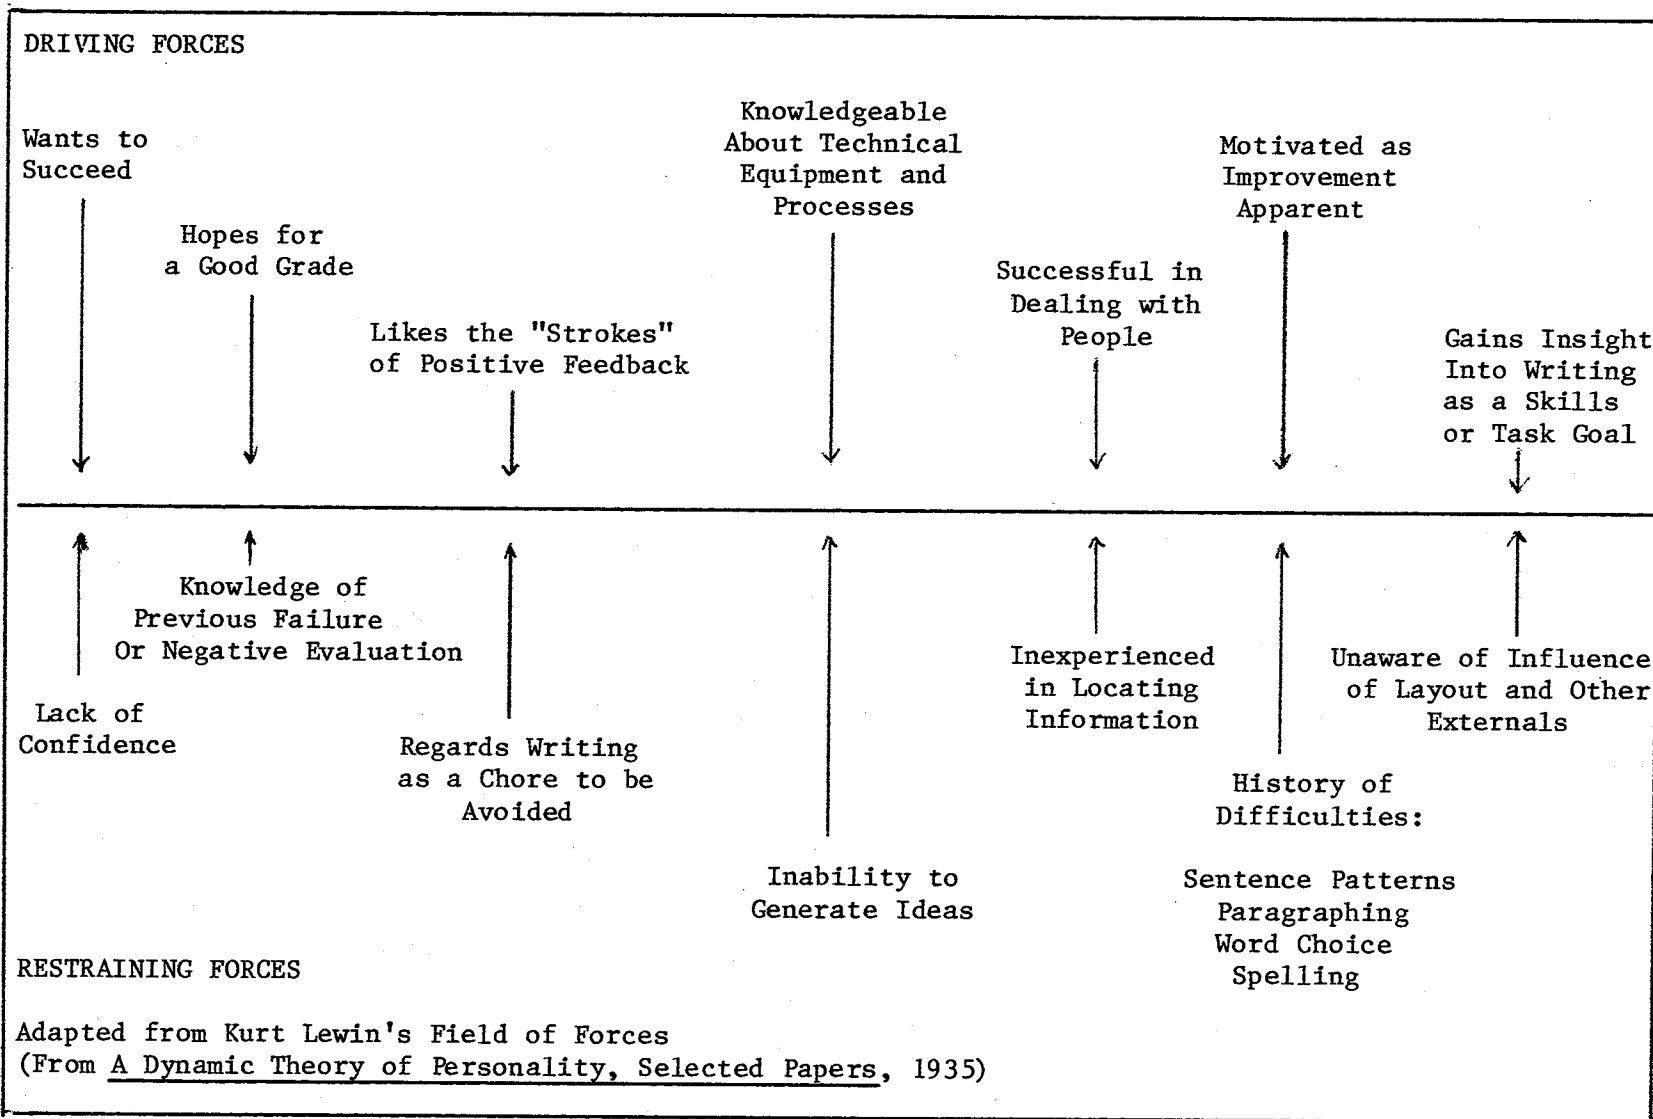 DRIVING FORCES
Wants to
Succeed
Hopes for
a Good Grade
Likes the "Strokes"
of Positive Feedback
Knowledgeable
About Technical
Equipment and
Processes
Successful in
Dealing with
People
Motivated as
Improvement
Apparent
Gains Insight
Into Writing
as a Skills
or Task Goal
Lack of
Confidence
Knowledge of
Previous Failure
Or Negative Evaluation
Regards Writing
as a Chore to be
Avoided
Inability to
Generate Ideas
Inexperienced
in Locating
Information
History of
Difficulties:
Sentence Patterns
Paragraphing
Word Choice
Spelling
Unaware of Influence
of Layout and Other
Externals
RESTRAINING FORCES
Adapted from Kurt Lewin's Field of Forces
(From A Dynamic Theory of Personality, Selected Papers, 1935)